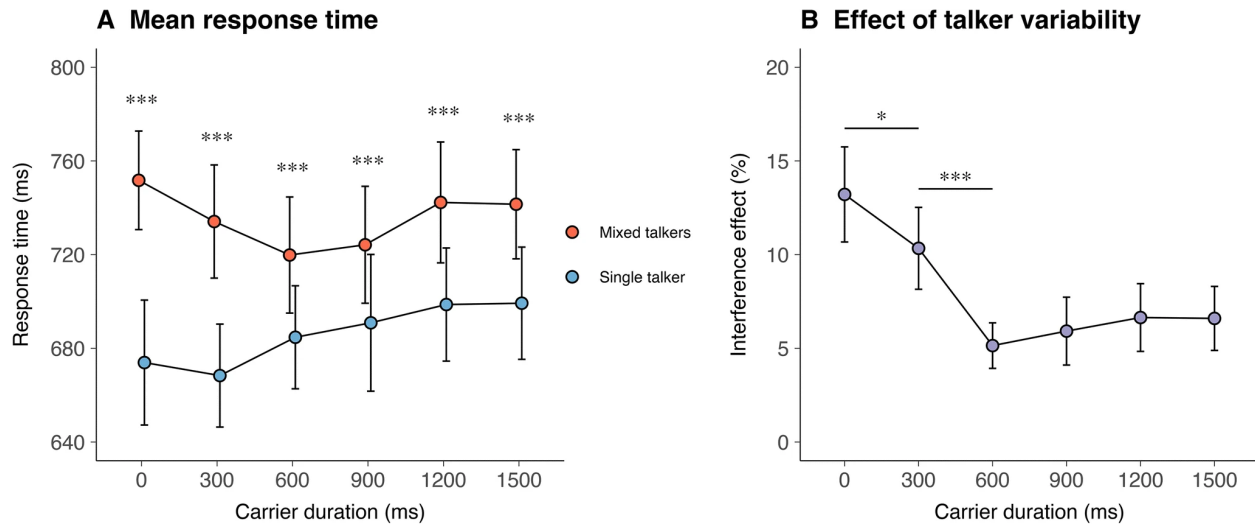 A Mean response time
800
760
720
680
640
Response time (ms)
***
***
***
***
***
***
0 300 600 900 1200 1500
Carrier duration (ms)
Mixed talkers
Single talker
B Effect of talker variability
20
15
10
5
0
Interference effect (%)
*
***
0 300 600 900 1200 1500
Carrier duration (ms)